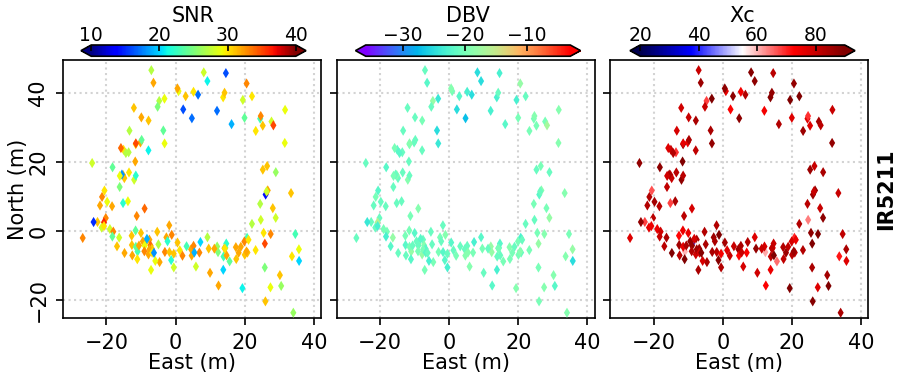 SNR DBV Xc
10 20 30 40 −30 −20 −10 20 40 60 80
North (m)
40
20
0
−20
−20 0 20 40 −20 0 20 40 −20 0 20 40
East (m) East (m) East (m)
IR5211